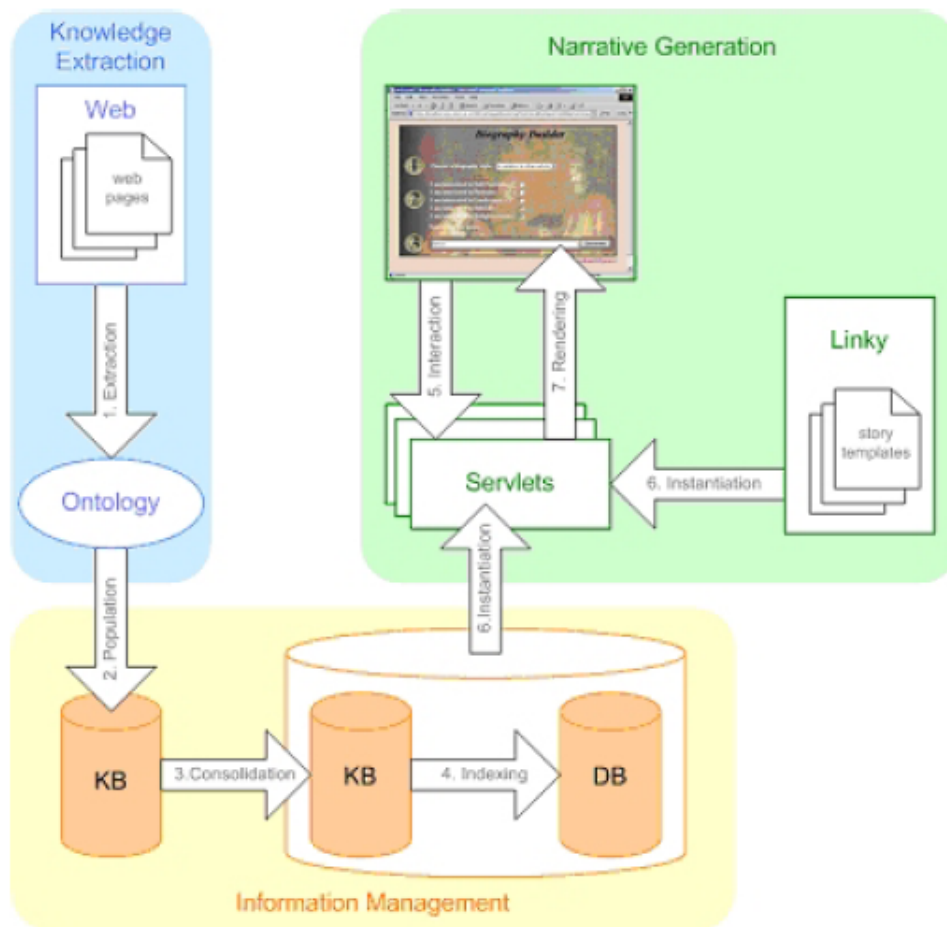 Knowledge
Extraction
Web
web
pages
1. Extraction
Ontology
2. Population
Narrative Generation
Biography Builder
5. Interaction
7. Rendering
Linky
story
templates
Servlets
6. Instantiation
6.Instantiation
KB
3.Consolidation
KB
4. Indexing
DB
Information Management